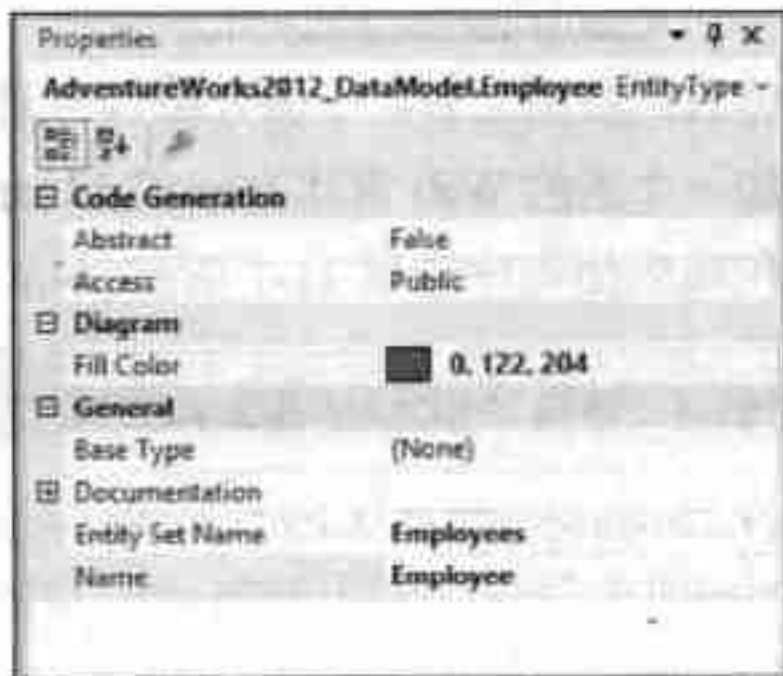 Properties
AdventureWorks2012_DataModel.Employee EntityType
Code Generation
Abstract False
Access Public
Diagram
Fill Color 0, 122, 204
General
Base Type (None)
Documentation
Entity Set Name Employees
Name Employee